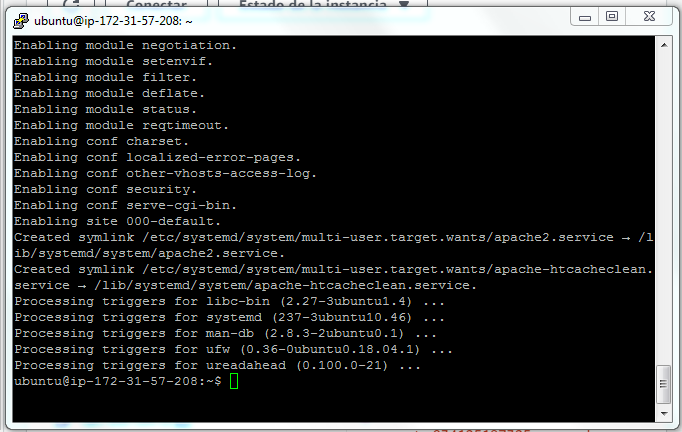 Conectar
Estado de la instancia
ubuntu@ip-172-31-57-208: ~
Enabling module negotiation.
Enabling module setenvif.
Enabling module filter.
Enabling module deflate.
Enabling module status.
Enabling module reqtimeout.
Enabling conf charset.
Enabling conf localized-error-pages.
Enabling conf other-vhosts-access-log.
Enabling conf security.
Enabling conf serve-cgi-bin.
Enabling site 000-default.
Created symlink /etc/systemd/system/multi-user.target.wants/apache2.service → /l
ib/systemd/system/apache2.service.
Created symlink /etc/systemd/system/multi-user.target.wants/apache-htcacheclean.
service → /lib/systemd/system/apache-htcacheclean.service.
Processing triggers for libc-bin (2.27-3ubuntu1.4) ...
Processing triggers for systemd (237-3ubuntu10.46) ...
Processing triggers for man-db (2.8.3-2ubuntu0.1) ...
Processing triggers for ufw (0.36-0ubuntu0.18.04.1) ...
Processing triggers for ureadahead (0.100.0-21) ...
ubuntu@ip-172-31-57-208:~$